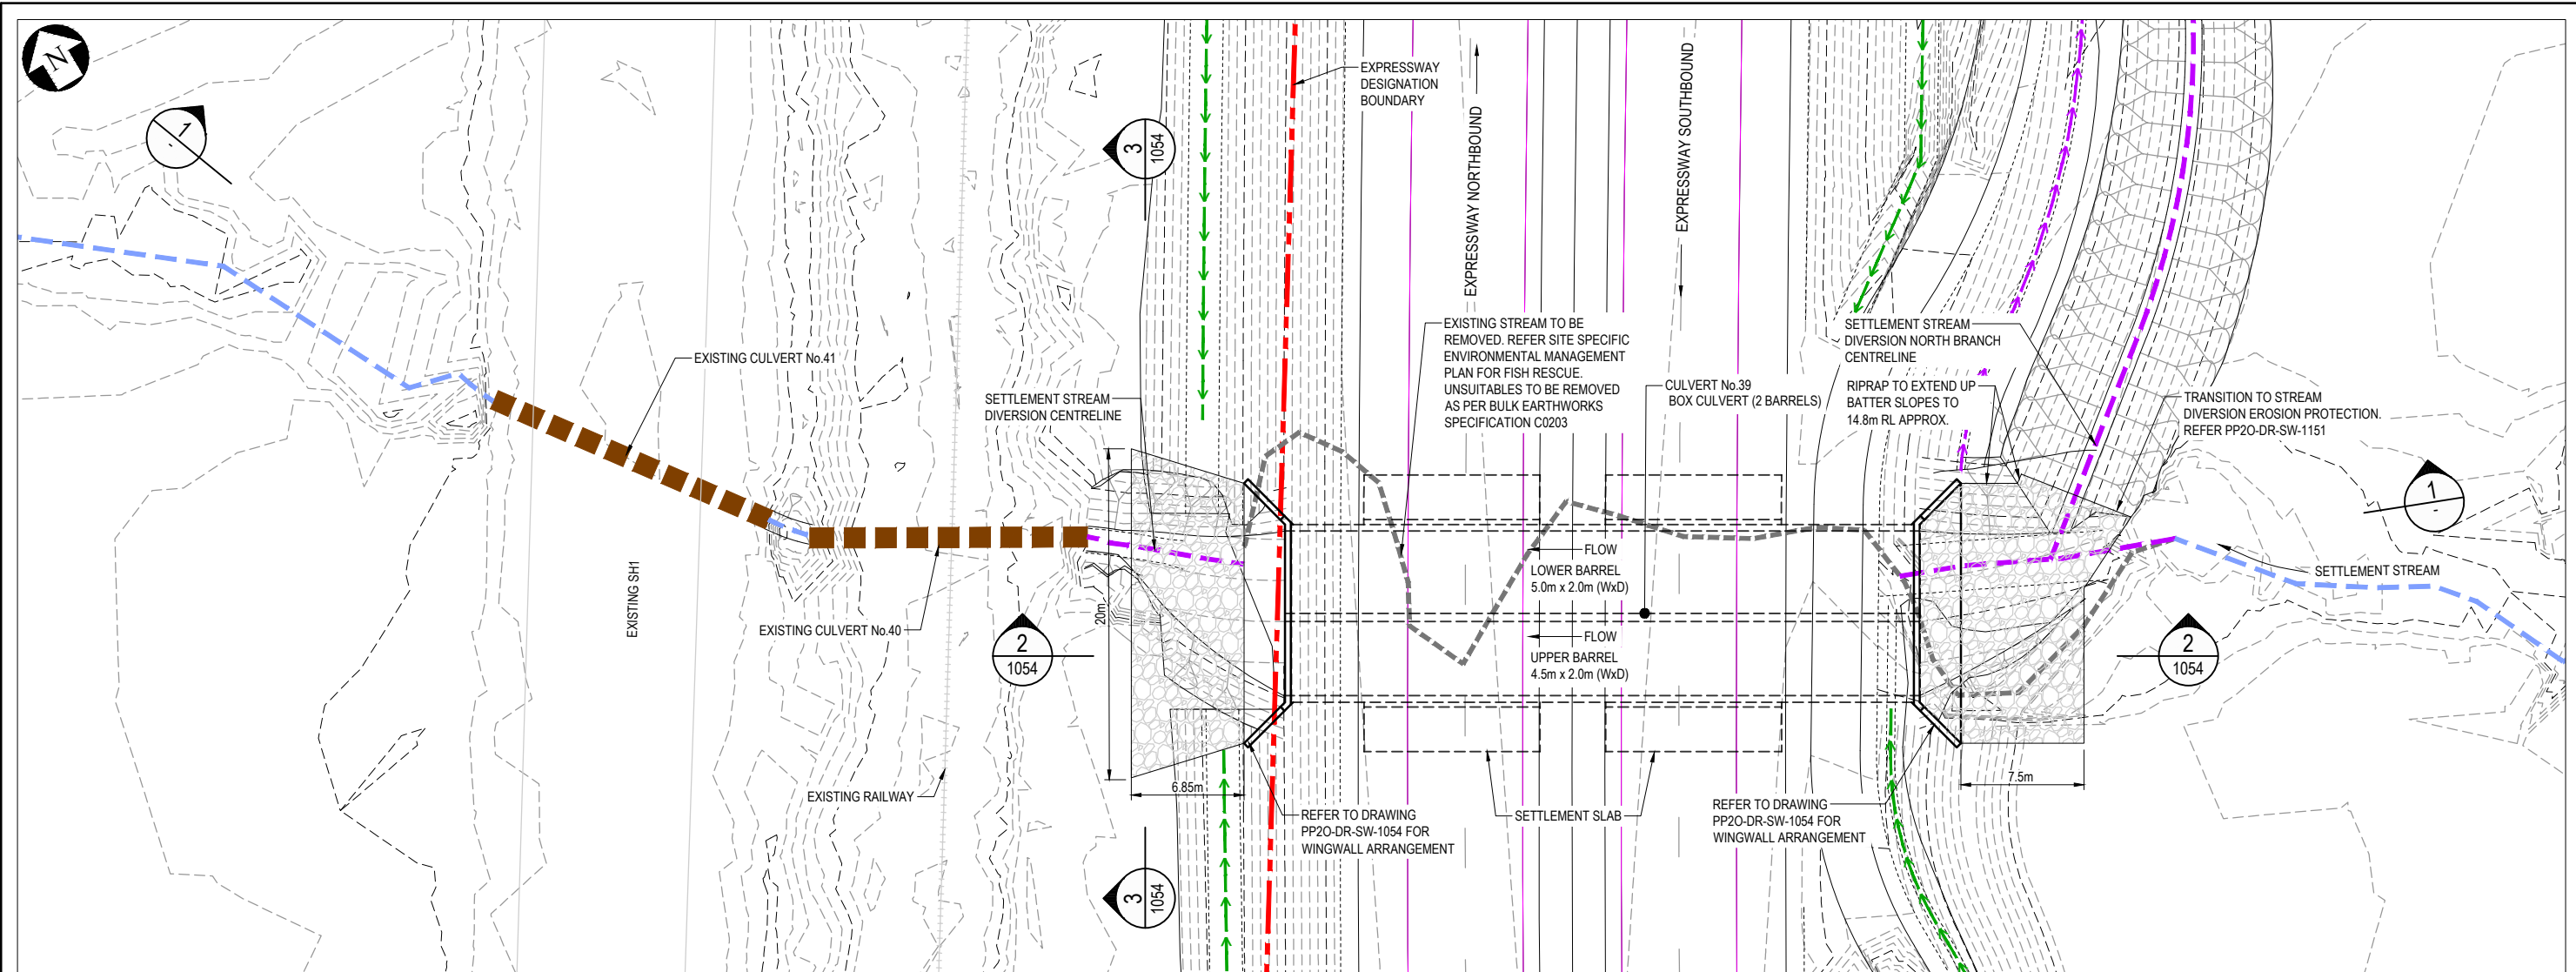 N
1
-
3
1054
EXPRESSWAY
DESIGNATION
BOUNDARY
EXPRESSWAY NORTHBOUND
EXPRESSWAY SOUTHBOUND
EXISTING CULVERT No.41
SETTLEMENT STREAM
DIVERSION CENTRELINE
EXISTING STREAM TO BE
REMOVED. REFER SITE SPECIFIC
ENVIRONMENTAL MANAGEMENT
PLAN FOR FISH RESCUE.
UNSUITABLES TO BE REMOVED
AS PER BULK EARTHWORKS
SPECIFICATION C0203
CULVERT No.39
BOX CULVERT (2 BARRELS)
SETTLEMENT STREAM
DIVERSION NORTH BRANCH
CENTRELINE
RIPRAP TO EXTEND UP
BATTER SLOPES TO
14.8m RL APPROX.
TRANSITION TO STREAM
DIVERSION EROSION PROTECTION.
REFER PP2O-DR-SW-1151
1
-
FLOW
LOWER BARREL
5.0m x 2.0m (WxD)
FLOW
UPPER BARREL
4.5m x 2.0m (WxD)
SETTLEMENT STREAM
EXISTING SH1
EXISTING CULVERT No.40
2
1054
20m
2
1054
6.85m
7.5m
EXISTING RAILWAY
REFER TO DRAWING
PP2O-DR-SW-1054 FOR
WINGWALL ARRANGEMENT
SETTLEMENT SLAB
REFER TO DRAWING
PP2O-DR-SW-1054 FOR
WINGWALL ARRANGEMENT
3
1054